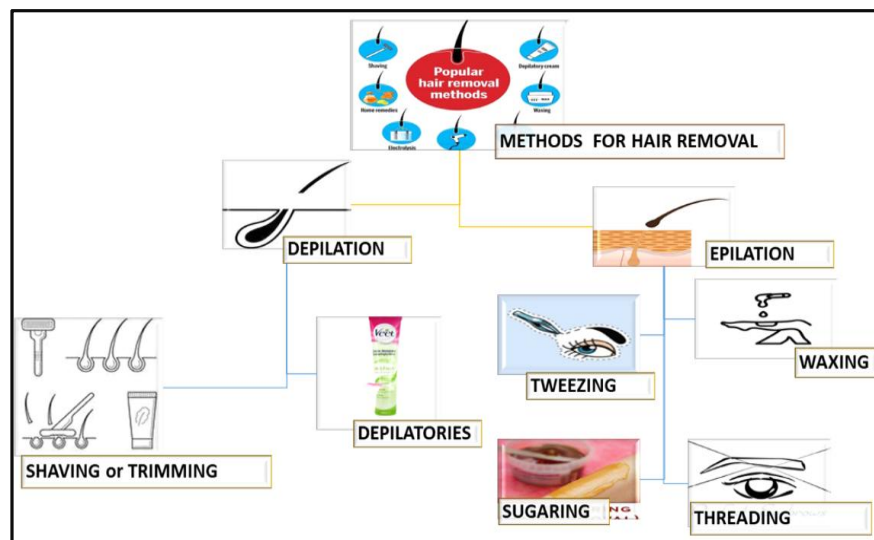 Popular
hair removal
methods
Shaving
Depilatory cream
Home remedies
Waxing
Electrolysis
METHODS FOR HAIR REMOVAL
DEPILATION
EPILATION
Veet
TWEEZING
WAXING
DEPILATORIES
SHAVING or TRIMMING
SUGARING
THREADING